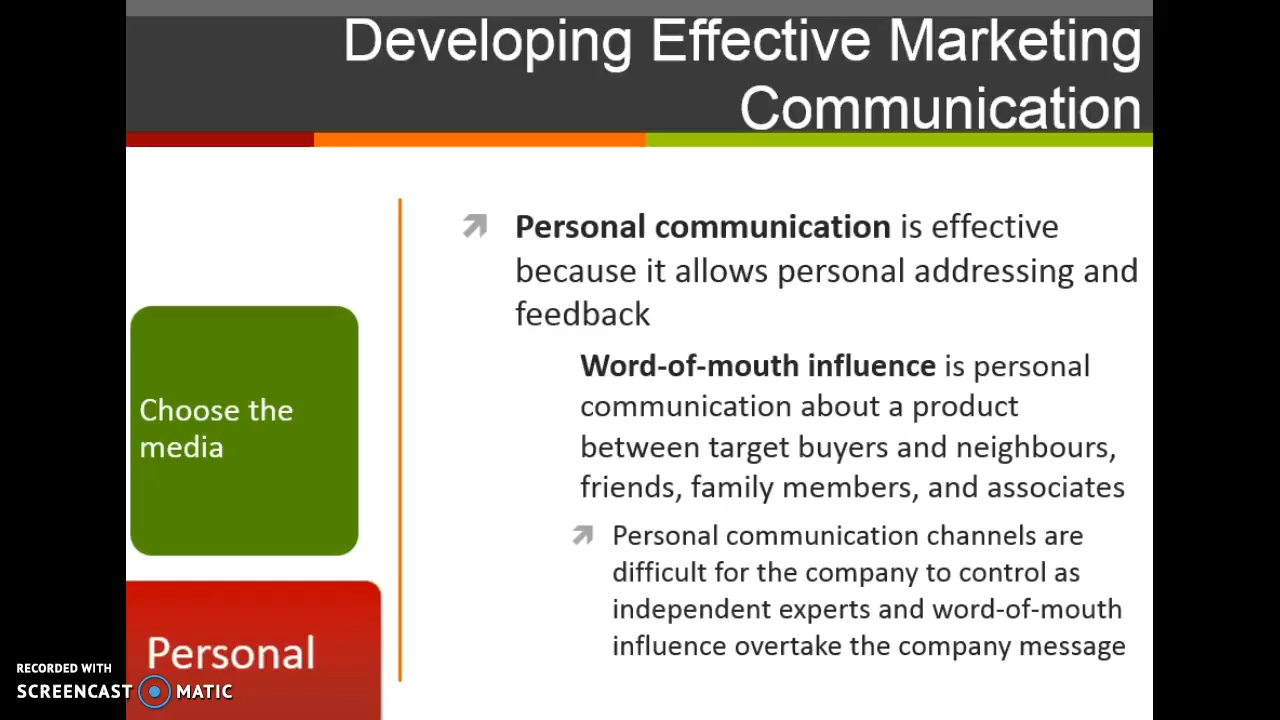 Developing Effective Marketing
Communication
Choose the
media
Personal
Personal communication is effective
because it allows personal addressing and
feedback
Word-of-mouth influence is personal
communication about a product
between target buyers and neighbours,
friends, family members, and associates
Personal communication channels are
difficult for the company to control as
independent experts and word-of-mouth
influence overtake the company message
RECORDED WITH
SCREENCAST MATIC